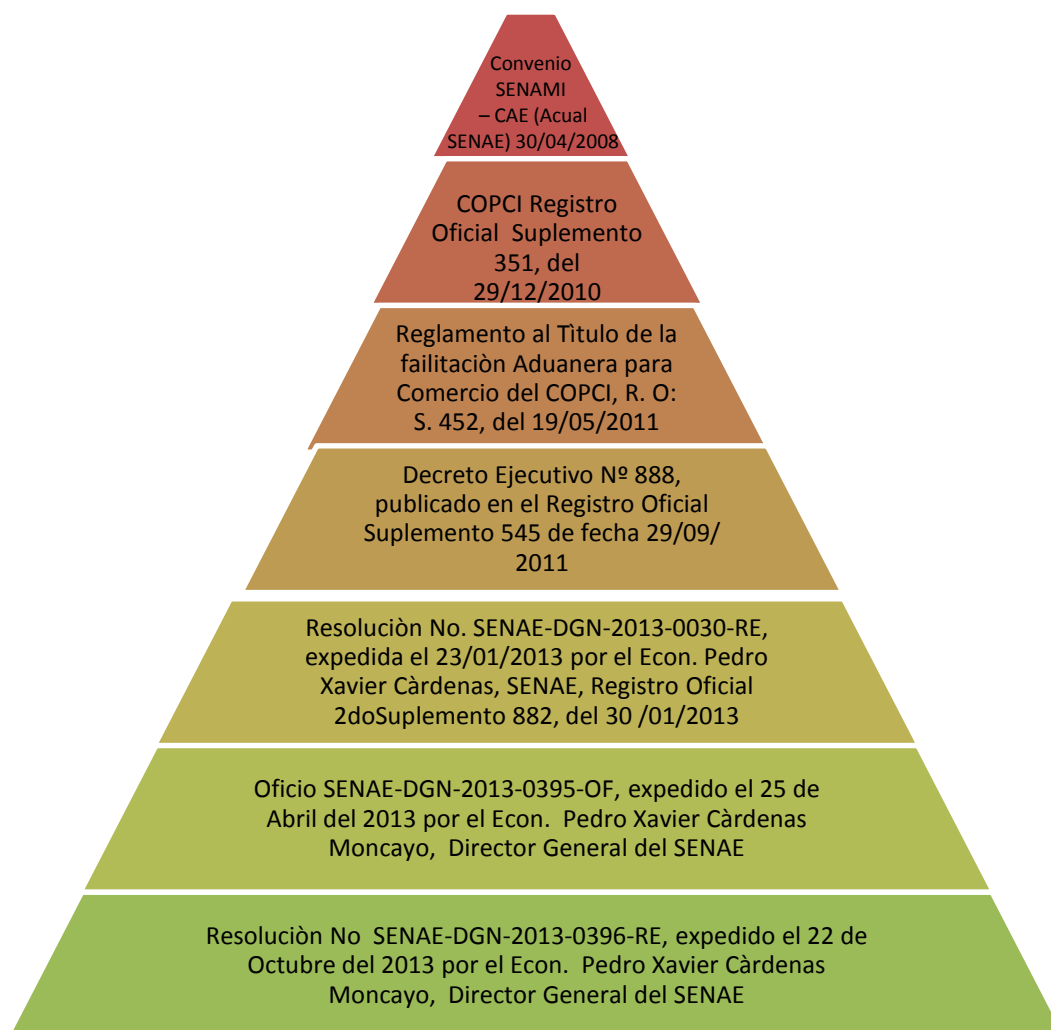 Convenio
SENAMI
– CAE (Acual
SENAE) 30/04/2008
COPCI Registro
Oficial Suplemento
351, del
29/12/2010
Reglamento al Tìtulo de la
failitaciòn Aduanera para
Comercio del COPCI, R. O:
S. 452, del 19/05/2011
Decreto Ejecutivo Nº 888,
publicado en el Registro Oficial
Suplemento 545 de fecha 29/09/
2011
Resoluciòn No. SENAE-DGN-2013-0030-RE,
expedida el 23/01/2013 por el Econ. Pedro
Xavier Càrdenas, SENAE, Registro Oficial
2doSuplemento 882, del 30 /01/2013
Oficio SENAE-DGN-2013-0395-OF, expedido el 25 de
Abril del 2013 por el Econ. Pedro Xavier Càrdenas
Moncayo, Director General del SENAE
Resoluciòn No SENAE-DGN-2013-0396-RE, expedido el 22 de
Octubre del 2013 por el Econ. Pedro Xavier Càrdenas
Moncayo, Director General del SENAE